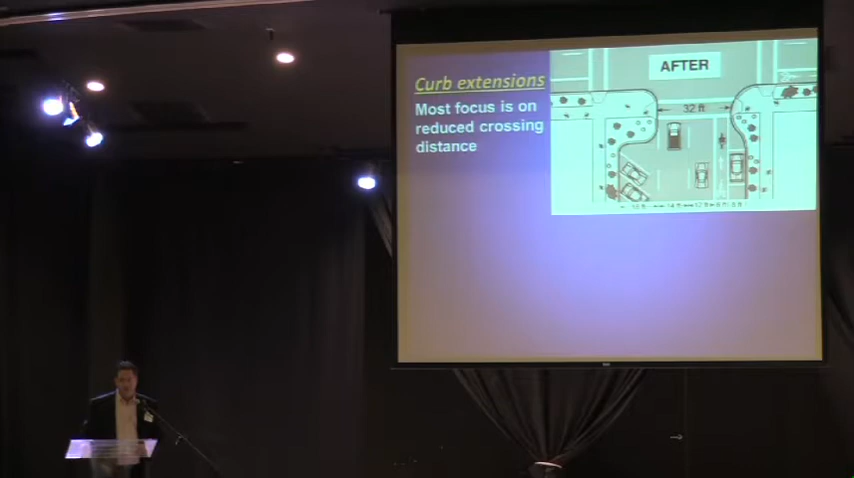 Curb extensions
Most focus is on
reduced crossing
distance
AFTER
32 ft